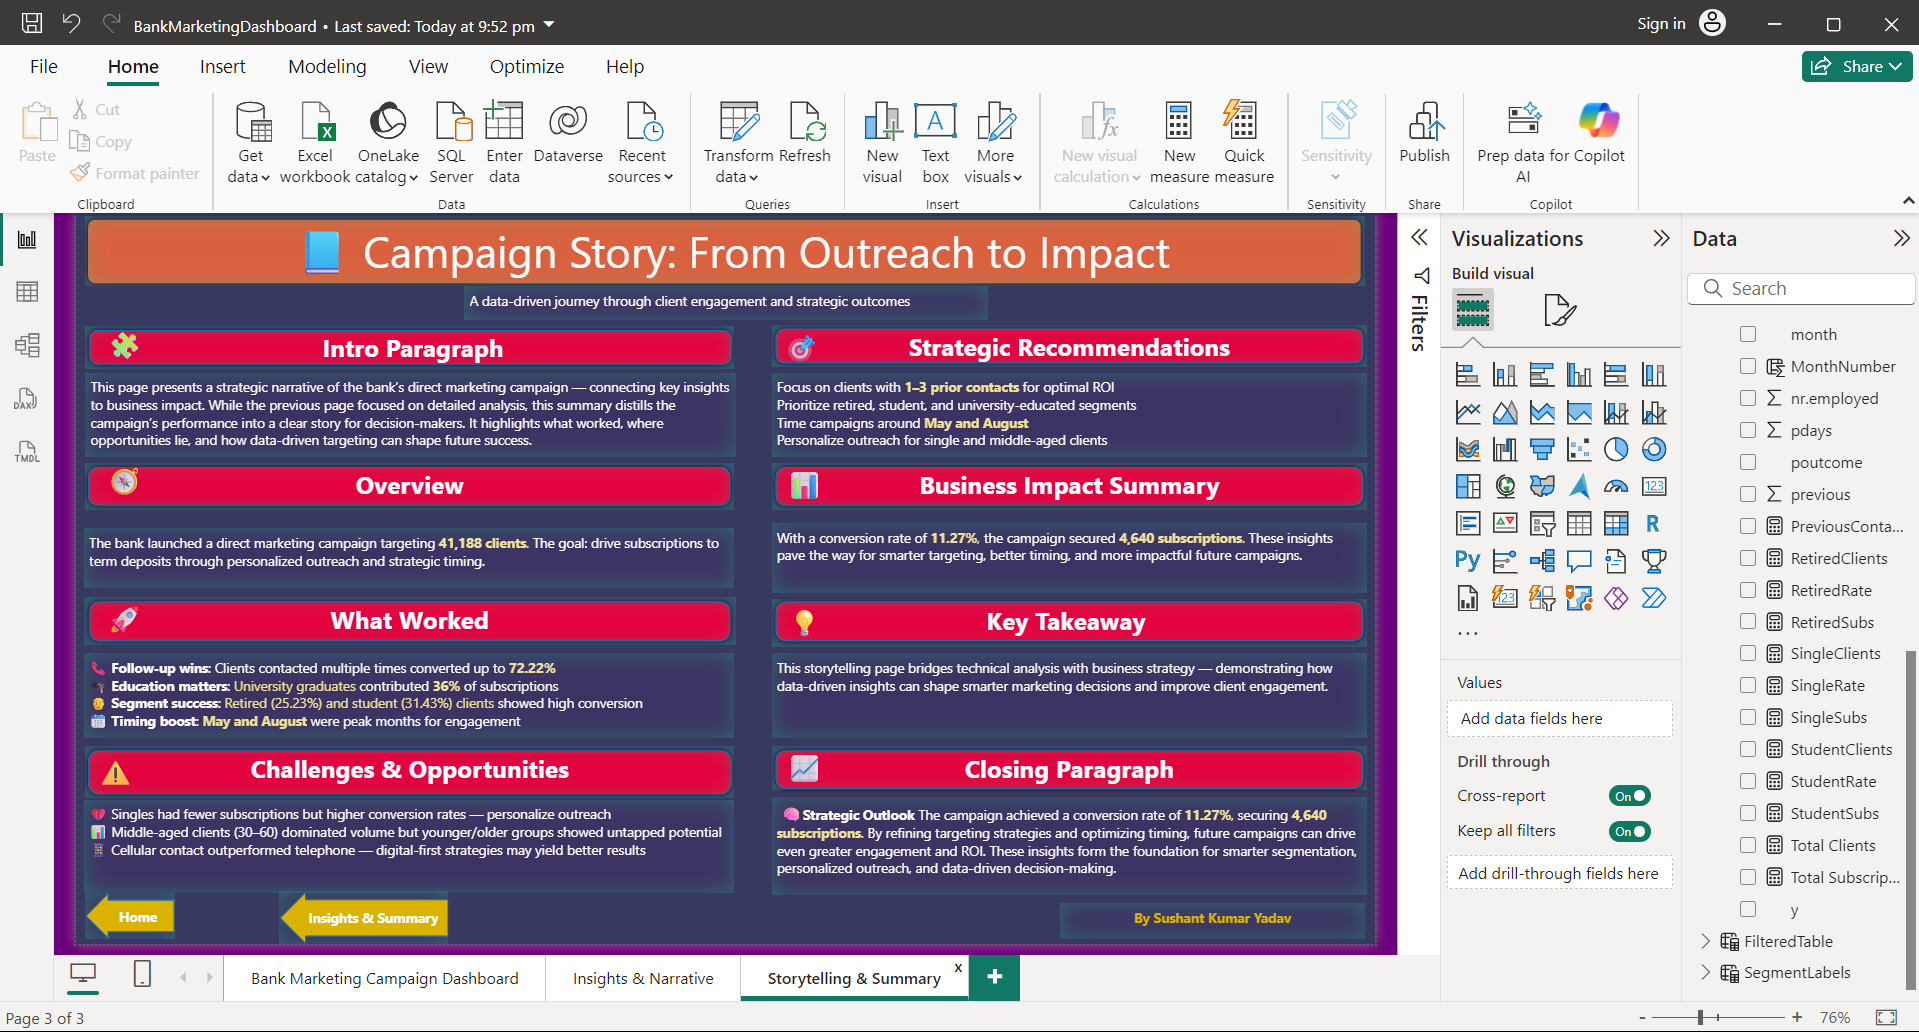 BankMarketingDashboard • Last saved: Today at 9:52 pm
Sign in
File
Home
Insert
Modeling
View
Optimize
Help
Share
Paste
Cut
Copy
Format painter
Clipboard
Get data
Excel workbook
OneLake catalog
SQL Server
Enter data
Dataverse
Recent sources
Data
Transform data
Refresh
Queries
New visual
A
Text box
More visuals
Insert
New visual calculation
New measure
Quick measure
Calculations
Sensitivity
Sensitivity
Publish
Share
Prep data for AI
Copilot
Copilot
DAX
TMDL
Campaign Story: From Outreach to Impact
A data-driven journey through client engagement and strategic outcomes
Intro Paragraph
This page presents a strategic narrative of the bank's direct marketing campaign — connecting key insights
to business impact. While the previous page focused on detailed analysis, this summary distills the
campaign's performance into a clear story for decision-makers. It highlights what worked, where
opportunities lie, and how data-driven targeting can shape future success.
Overview
The bank launched a direct marketing campaign targeting 41,188 clients. The goal: drive subscriptions to
term deposits through personalized outreach and strategic timing.
What Worked
Follow-up wins: Clients contacted multiple times converted up to 72.22%
Education matters: University graduates contributed 36% of subscriptions
Segment success: Retired (25.23%) and student (31.43%) clients showed high conversion
Timing boost: May and August were peak months for engagement
Challenges & Opportunities
Singles had fewer subscriptions but higher conversion rates — personalize outreach
Middle-aged clients (30–60) dominated volume but younger/older groups showed untapped potential
Cellular contact outperformed telephone — digital-first strategies may yield better results
Home
Insights & Summary
Strategic Recommendations
Focus on clients with 1–3 prior contacts for optimal ROI
Prioritize retired, student, and university-educated segments
Time campaigns around May and August
Personalize outreach for single and middle-aged clients
Business Impact Summary
With a conversion rate of 11.27%, the campaign secured 4,640 subscriptions. These insights
pave the way for smarter targeting, better timing, and more impactful future campaigns.
Key Takeaway
This storytelling page bridges technical analysis with business strategy — demonstrating how
data-driven insights can shape smarter marketing decisions and improve client engagement.
Closing Paragraph
Strategic Outlook The campaign achieved a conversion rate of 11.27%, securing 4,640
subscriptions. By refining targeting strategies and optimizing timing, future campaigns can drive
even greater engagement and ROI. These insights form the foundation for smarter segmentation,
personalized outreach, and data-driven decision-making.
By Sushant Kumar Yadav
Filters
Visualizations
Build visual
123
R
Py
123
...
Values
Add data fields here
Drill through
Cross-report
On
Keep all filters
On
Add drill-through fields here
Data
Search
month
MonthNumber
nr.employed
pdays
poutcome
previous
PreviousConta...
RetiredClients
RetiredRate
RetiredSubs
SingleClients
SingleRate
SingleSubs
StudentClients
StudentRate
StudentSubs
Total Clients
Total Subscrip...
y
FilteredTable
SegmentLabels
Bank Marketing Campaign Dashboard
Insights & Narrative
Storytelling & Summary
x
+
Page 3 of 3
- + 76%